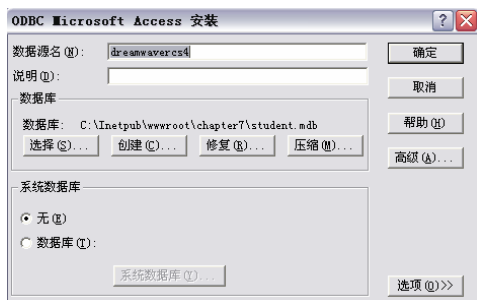 ODBC Microsoft Access 安装
数据源名(N): dreamwavercs4
确定
说明(D):
取消
数据库
数据库: C:\Inetpub\wwwroot\chapter7\student.mdb
帮助(H)
选择(S)... 创建(C)... 修复(R)... 压缩(M)...
高级(A)...
系统数据库
无(E)
数据库(T):
系统数据库(Y)...
选项(O)>>